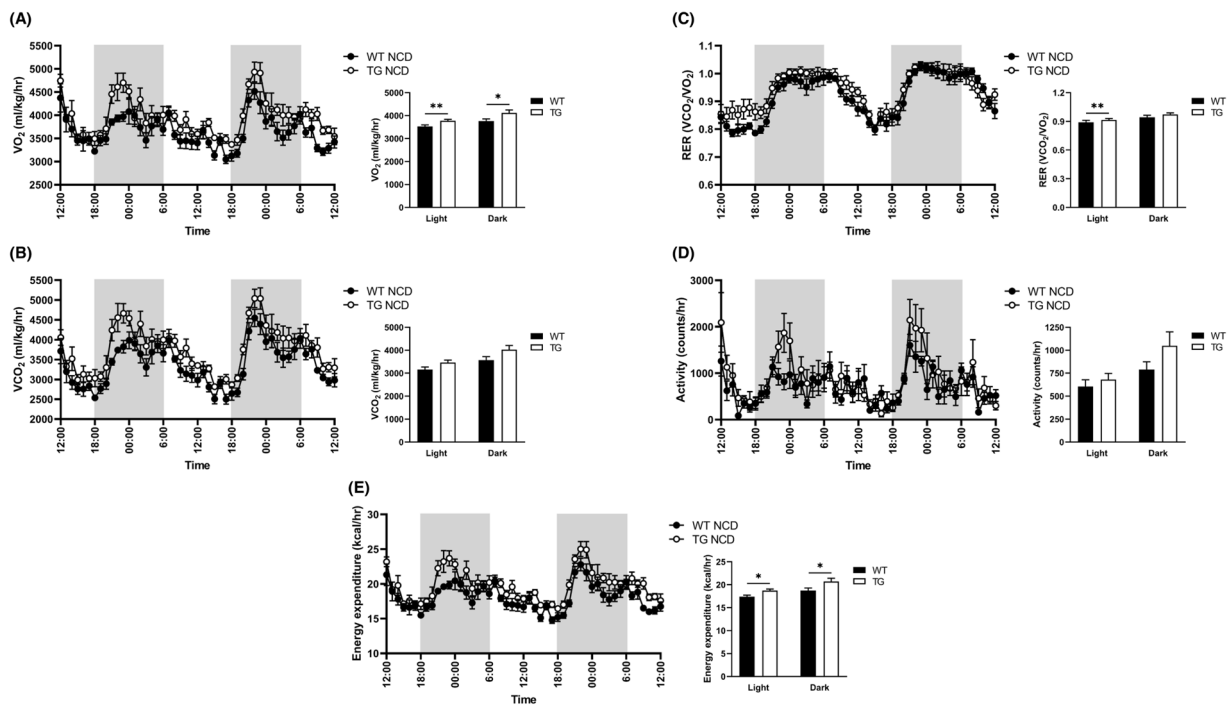 (A)
5500
5000
4500
4000
3500
3000
2500
VO₂ (ml/kg/hr)
12:00
18:00
00:00
6:00
12:00
18:00
00:00
6:00
12:00
Time
WT NCD
TG NCD
5000
4000
3000
2000
1000
0
VO₂ (ml/kg/hr)
**
*
Light
Dark
WT
TG
(C)
1.1
1.0
0.9
0.8
0.7
0.6
RER (VCO₂/VO₂)
12:00
18:00
00:00
6:00
12:00
18:00
00:00
6:00
12:00
Time
WT NCD
TG NCD
1.2
0.9
0.6
0.3
0.0
RER (VCO₂/VO₂)
**
Light
Dark
WT
TG
(B)
5500
5000
4500
4000
3500
3000
2500
2000
VCO₂ (ml/kg/hr)
12:00
18:00
00:00
6:00
12:00
18:00
00:00
6:00
12:00
Time
WT NCD
TG NCD
5000
4000
3000
2000
1000
0
VCO₂ (ml/kg/hr)
Light
Dark
WT
TG
(D)
3000
2000
1000
0
Activity (counts/hr)
12:00
18:00
00:00
6:00
12:00
18:00
00:00
6:00
12:00
Time
WT NCD
TG NCD
1250
1000
750
500
250
0
Activity (counts/hr)
Light
Dark
WT
TG
(E)
30
25
20
15
10
Energy expenditure (kcal/hr)
12:00
18:00
00:00
6:00
12:00
18:00
00:00
6:00
12:00
Time
WT NCD
TG NCD
25
20
15
10
5
0
Energy expenditure (kcal/hr)
*
*
Light
Dark
WT
TG